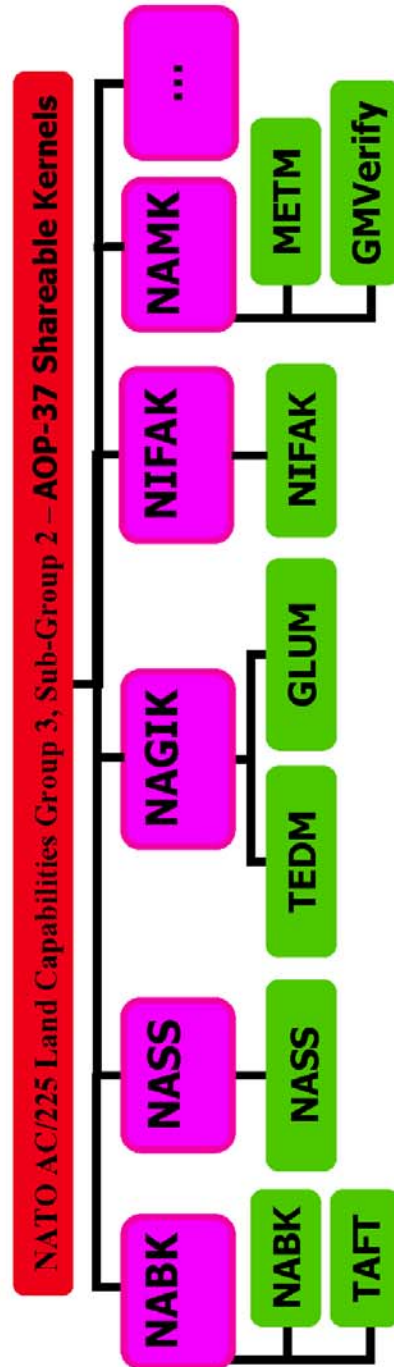 NATO AC/225 Land Capabilities Group 3, Sub-Group 2 – AOP-37 Shareable Kernels
NABK
NASS
NAGIK
NIFAK
NAMK
...
NABK
TAFT
NASS
TEDM
GLUM
NIFAK
METM
GMVerify